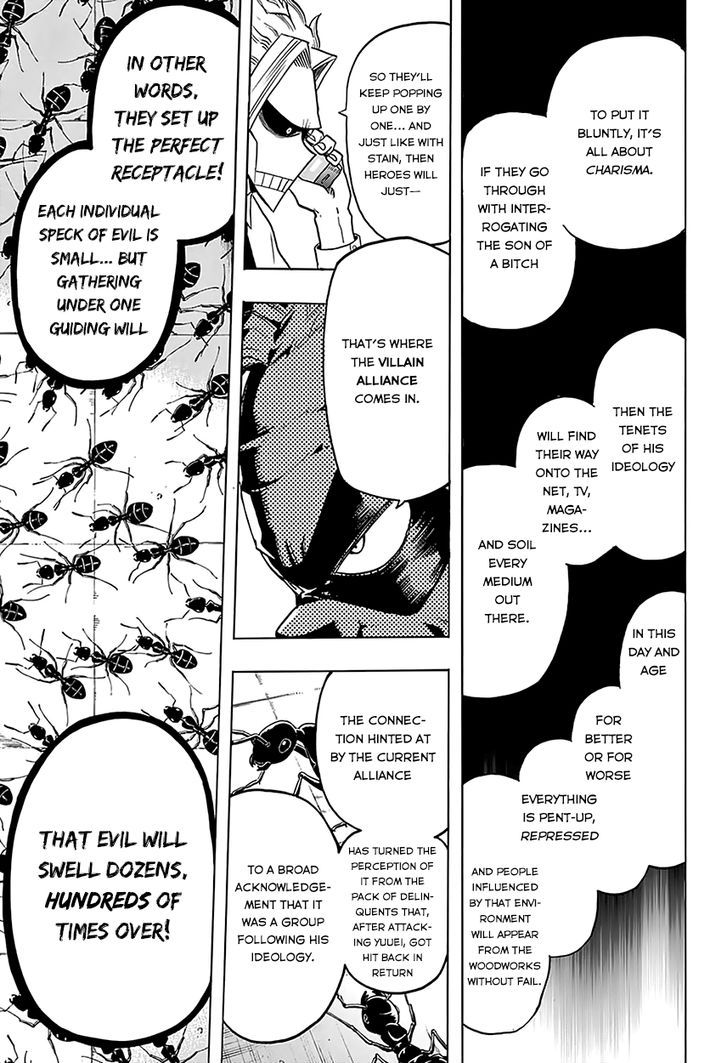 TO PUT IT
BLUNTLY, IT'S
ALL ABOUT
CHARISMA.
IF THEY GO
THROUGH
WITH INTER-
ROGATING
THE SON OF
A BITCH
THEN THE
TENETS
OF HIS
IDEOLOGY
WILL FIND
THEIR WAY
ONTO THE
NET, TV,
MAGA-
ZINES...
AND SOIL
EVERY
MEDIUM
OUT
THERE.
IN THIS
DAY AND
AGE
FOR
BETTER
OR FOR
WORSE
EVERYTHING
IS PENT-UP,
REPRESSED
AND PEOPLE
INFLUENCED
BY THAT ENVI-
RONMENT
WILL APPEAR
FROM THE
WOODWORKS
WITHOUT FAIL.
SO THEY'LL
KEEP POPPING
UP ONE BY
ONE... AND
JUST LIKE WITH
STAIN, THEN
HEROES WILL
JUST—
THAT'S WHERE
THE VILLAIN
ALLIANCE
COMES IN.
THE CONNEC-
TION HINTED AT
BY THE CURRENT
ALLIANCE
HAS TURNED THE
PERCEPTION OF
IT FROM THE
PACK OF DELIN-
QUENTS THAT,
AFTER ATTACK-
ING YUUEI, GOT
HIT BACK IN
RETURN
TO A BROAD
ACKNOWLEDGE-
MENT THAT IT
WAS A GROUP
FOLLOWING HIS
IDEOLOGY.
IN OTHER
WORDS,
THEY SET UP
THE PERFECT
RECEPTACLE!
EACH INDIVIDUAL
SPECK OF EVIL IS
SMALL... BUT
GATHERING
UNDER ONE
GUIDING WILL
THAT EVIL WILL
SWELL DOZENS,
HUNDREDS OF
TIMES OVER!